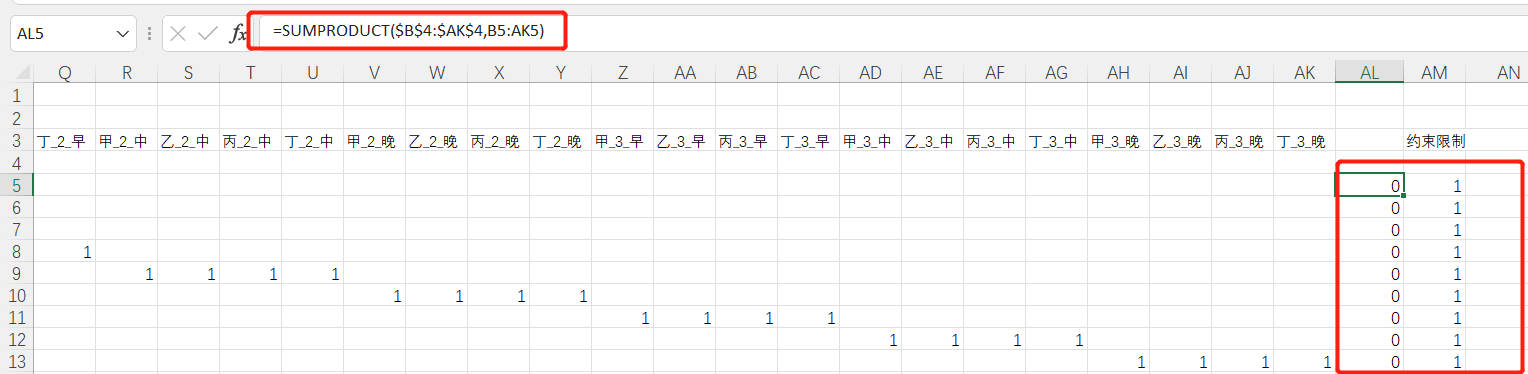 AL5 fx =SUMPRODUCT($B$4:$AK$4,B5:AK5)
Q R S T U V W X Y Z AA AB AC AD AE AF AG AH AI AJ AK AL AM AN
1
2
3 丁_2_早 甲_2_中 乙_2_中 丙_2_中 丁_2_中 甲_2_晚 乙_2_晚 丙_2_晚 丁_2_晚 甲_3_早 乙_3_早 丙_3_早 丁_3_早 甲_3_中 乙_3_中 丙_3_中 丁_3_中 甲_3_晚 乙_3_晚 丙_3_晚 丁_3_晚 约束限制
4
5 0 1
6 0 1
7 0 1
8 1 0 1
9 1 1 1 1 0 1
10 1 1 1 1 0 1
11 1 1 1 1 0 1
12 1 1 1 1 0 1
13 1 1 1 1 0 1